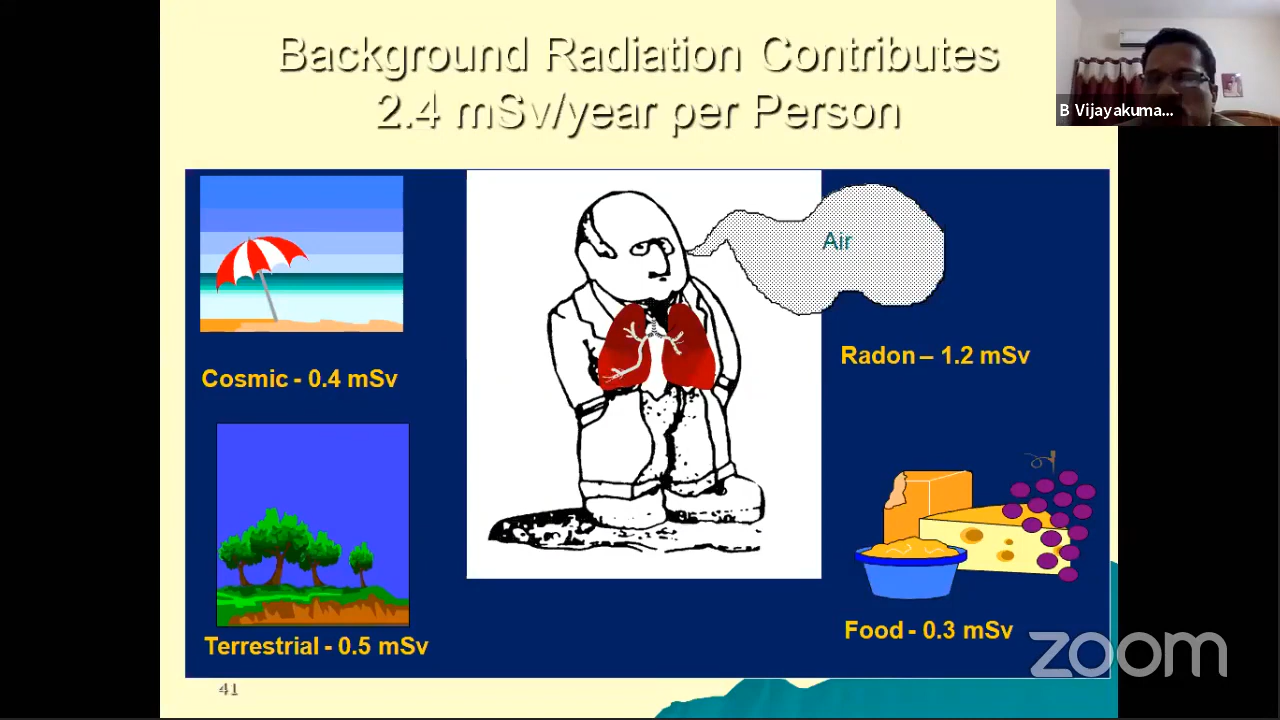 Background Radiation Contributes
2.4 mSv/year per Person
B Vijayakuma...
Air
Radon – 1.2 mSv
Cosmic - 0.4 mSv
Food - 0.3 mSv
Terrestrial - 0.5 mSv
zoom
41